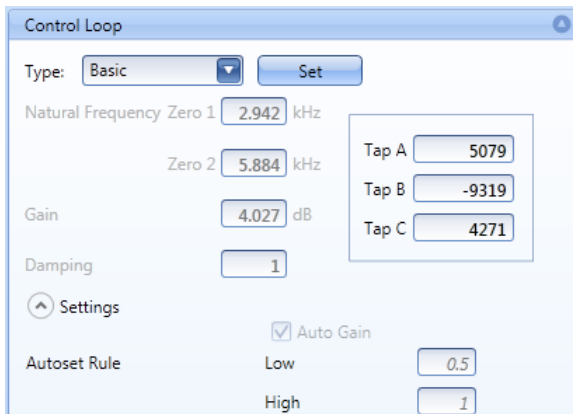 Control Loop
Type: Basic Set
Natural Frequency Zero 1 2.942 kHz
Zero 2 5.884 kHz
Gain 4.027 dB
Damping 1
Tap A 5079
Tap B -9319
Tap C 4271
Settings
Auto Gain
Autoset Rule Low 0.5
High 1